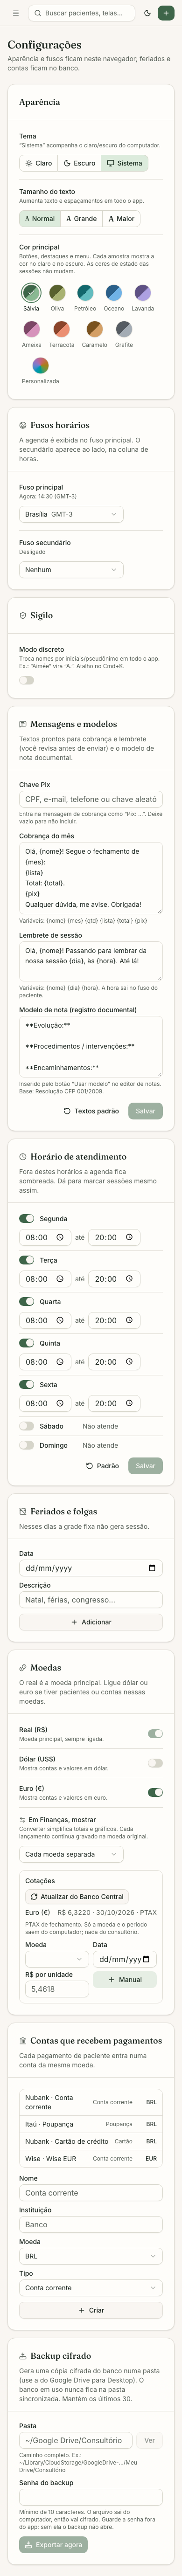 Buscar pacientes, telas...
Configurações
Aparência e fusos ficam neste navegador; feriados e
contas ficam no banco.
Aparência
Tema
"Sistema" acompanha o claro/escuro do computador.
Claro Escuro Sistema
Tamanho do texto
Aumenta textos e espaçamentos em todo o app.
A Normal A Grande A Maior
Cor principal
Botões, destaques e menu. Cada amostra mostra a
cor no claro e no escuro. As cores de estado das
sessões não mudam.
Sálvia Oliva Petróleo Oceano Lavanda
Ameixa Terracota Caramelo Grafite
Personalizada
Fusos horários
A agenda é exibida no fuso principal. O
secundário aparece ao lado, na coluna de
horas.
Fuso principal
Agora: 14:30 (GMT-3)
Brasília GMT-3
Fuso secundário
Desligado
Nenhum
Sigilo
Modo discreto
Troca nomes por iniciais/pseudônimo em todo o app.
Ex.: "Aimée" vira "A.". Atalho no Cmd+K.
Mensagens e modelos
Textos prontos para cobrança e lembrete
(você revisa antes de enviar) e o modelo de
nota documental.
Chave Pix
CPF, e-mail, telefone ou chave aleató
Entra na mensagem de cobrança como "Pix: ...". Deixe
vazio para não incluir.
Cobrança do mês
Olá, {nome}! Segue o fechamento de
{mes}:
{lista}
Total: {total}.
{pix}
Qualquer dúvida, me avise. Obrigada!
Variáveis: {nome} {mes} {qtd} {lista} {total} {pix}
Lembrete de sessão
Olá, {nome}! Passando para lembrar da
nossa sessão {dia}, às {hora}. Até lá!
Variáveis: {nome} {dia} {hora}. A hora sai no fuso do
paciente.
Modelo de nota (registro documental)
**Evolução:**
**Procedimentos / intervenções:**
**Encaminhamentos:**
Inserido pelo botão "Usar modelo" no editor de notas.
Base: Resolução CFP 001/2009.
Textos padrão Salvar
Horário de atendimento
Fora destes horários a agenda fica
sombreada. Dá para marcar sessões mesmo
assim.
Segunda
08:00 até 20:00
Terça
08:00 até 20:00
Quarta
08:00 até 20:00
Quinta
08:00 até 20:00
Sexta
08:00 até 20:00
Sábado Não atende
Domingo Não atende
Padrão Salvar
Feriados e folgas
Nesses dias a grade fixa não gera sessão.
Data
dd/mm/yyyy
Descrição
Natal, férias, congresso...
Adicionar
Moedas
O real é a moeda principal. Ligue dólar ou
euro se tiver pacientes ou contas nessas
moedas.
Real (R$)
Moeda principal, sempre ligada.
Dólar (US$)
Mostra contas e valores em dólar.
Euro (€)
Mostra contas e valores em euro.
Em Finanças, mostrar
Converter simplifica totais e gráficos. Cada
lançamento continua gravado na moeda original.
Cada moeda separada
Cotações
Atualizar do Banco Central
Euro (€) R$ 6,3220 · 30/10/2026 · PTAX
PTAX de fechamento. Só a moeda e o período
saem do computador; nada do consultório.
Moeda Data
dd/mm/yyyy
R$ por unidade
5,4618 Manual
Contas que recebem pagamentos
Cada pagamento de paciente entra numa
conta da mesma moeda.
Nubank · Conta
corrente Conta corrente BRL
Itaú · Poupança Poupança BRL
Nubank · Cartão de crédito Cartão BRL
Wise · Wise EUR Conta corrente EUR
Nome
Conta corrente
Instituição
Banco
Moeda
BRL
Tipo
Conta corrente
Criar
Backup cifrado
Gera uma cópia cifrada do banco numa pasta
(use a do Google Drive para Desktop). O
banco em uso nunca fica na pasta
sincronizada. Mantém os últimos 30.
Pasta
~/Google Drive/Consultório Ver
Caminho completo. Ex.:
~/Library/CloudStorage/GoogleDrive-.../Meu
Drive/Consultório
Senha do backup
Mínimo de 10 caracteres. O arquivo sai do
computador, então vai cifrado. Guarde a senha fora
do app: sem ela o backup não abre.
Exportar agora